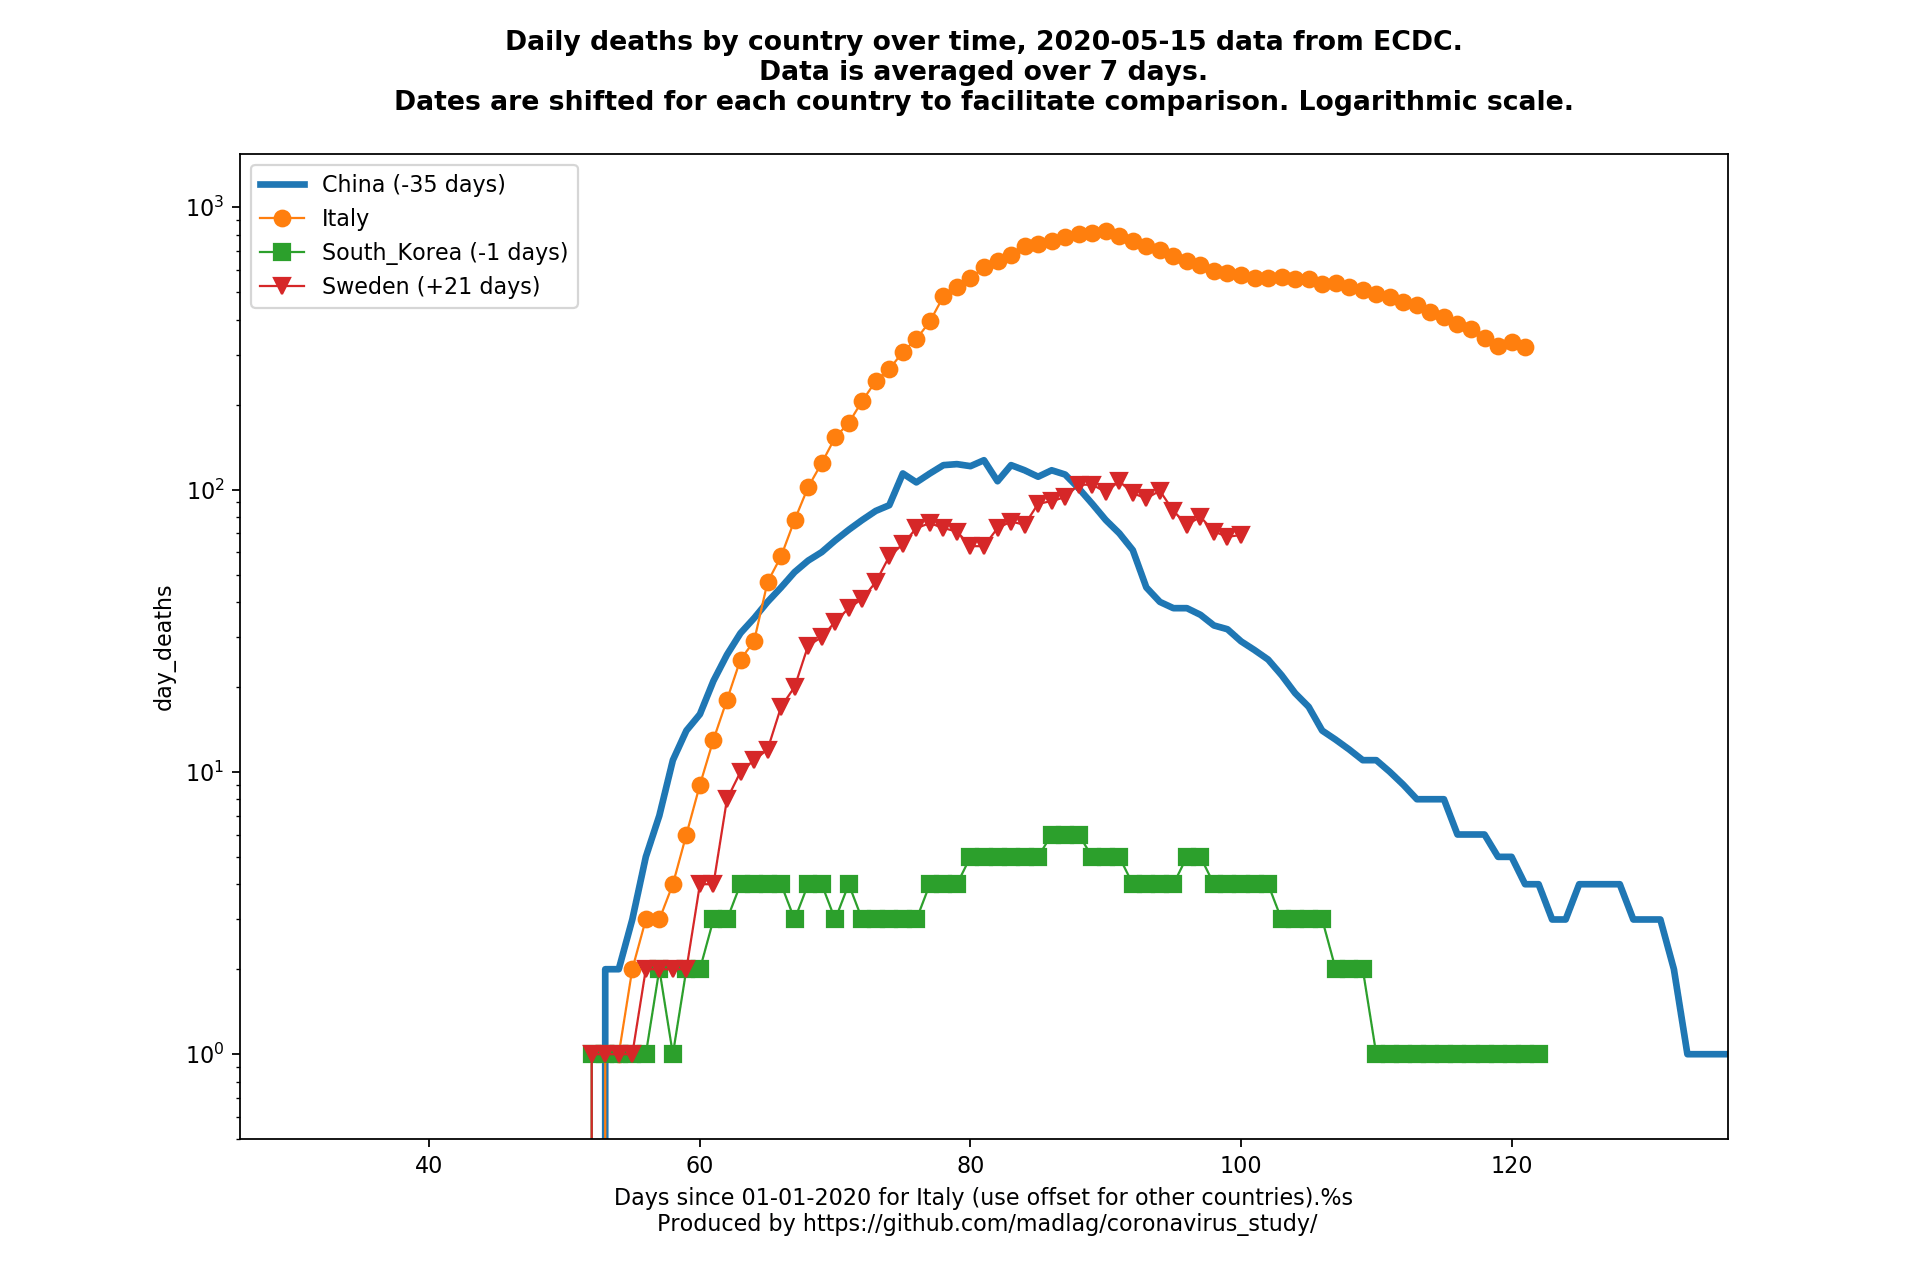 Daily deaths by country over time, 2020-05-15 data from ECDC.
Data is averaged over 7 days.
Dates are shifted for each country to facilitate comparison. Logarithmic scale.
China (-35 days)
Italy
South_Korea (-1 days)
Sweden (+21 days)
10³
10²
10¹
10⁰
day_deaths
40 60 80 100 120
Days since 01-01-2020 for Italy (use offset for other countries).%s
Produced by https://github.com/madlag/coronavirus_study/